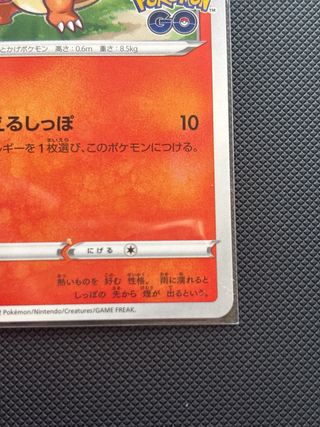 Pokémon
GO
とかげポケモン 高さ：0.6m 重さ：8.5kg
えるしっぽ 10
ギーを1枚選び、このポケモンにつける。
にげる
熱いものを 好む 性格。 雨に濡れると
しっぽの 先から 煙が 出るという。
Pokémon/Nintendo/Creatures/GAME FREAK.